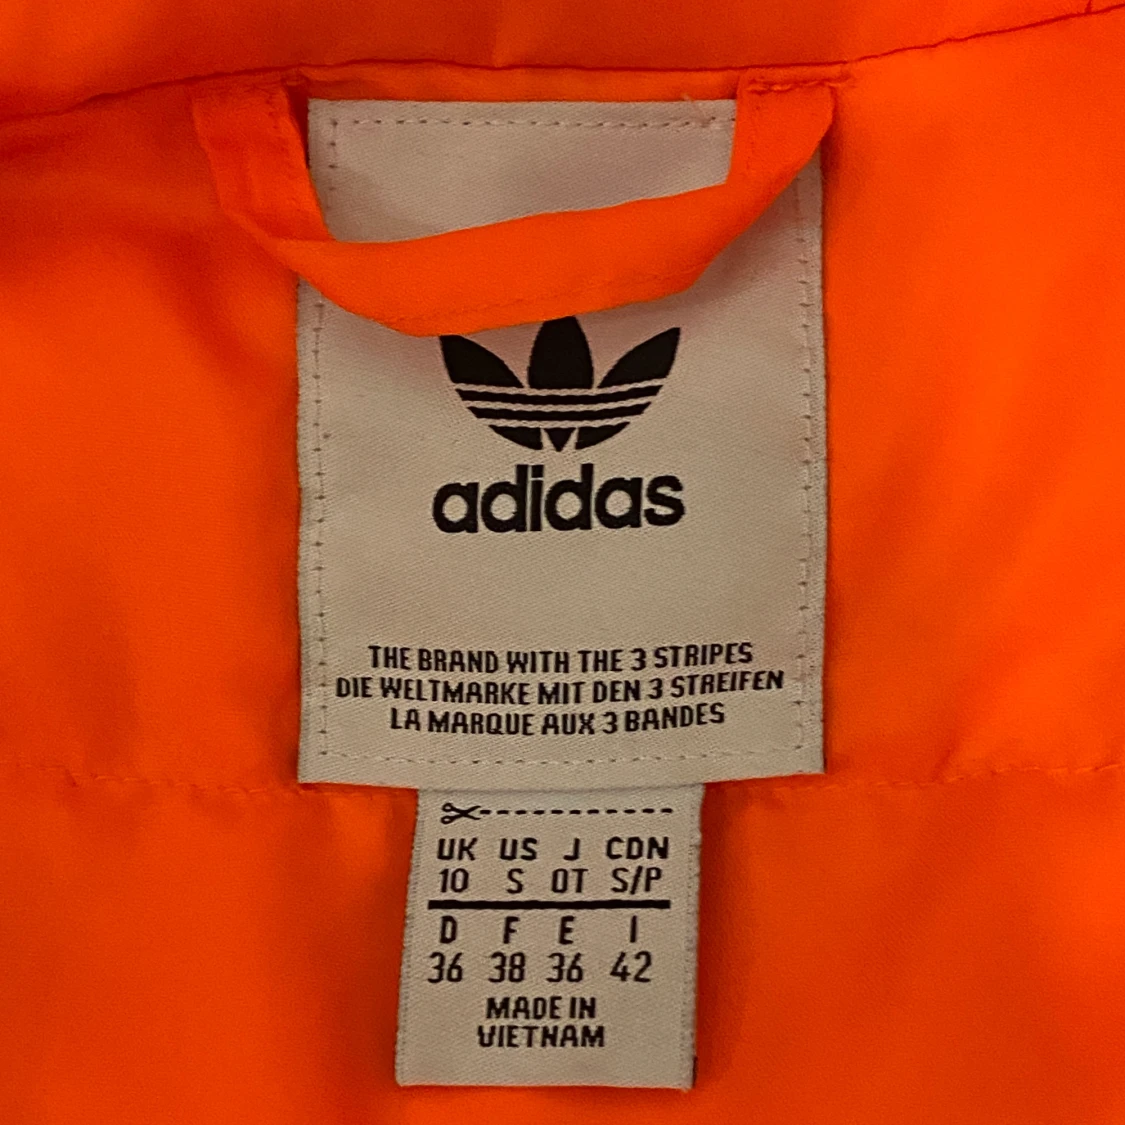 adidas
THE BRAND WITH THE 3 STRIPES
DIE WELTMARKE MIT DEN 3 STREIFEN
LA MARQUE AUX 3 BANDES
UK US J CDN
10 S OT S/P
D F E I
36 38 36 42
MADE IN
VIETNAM